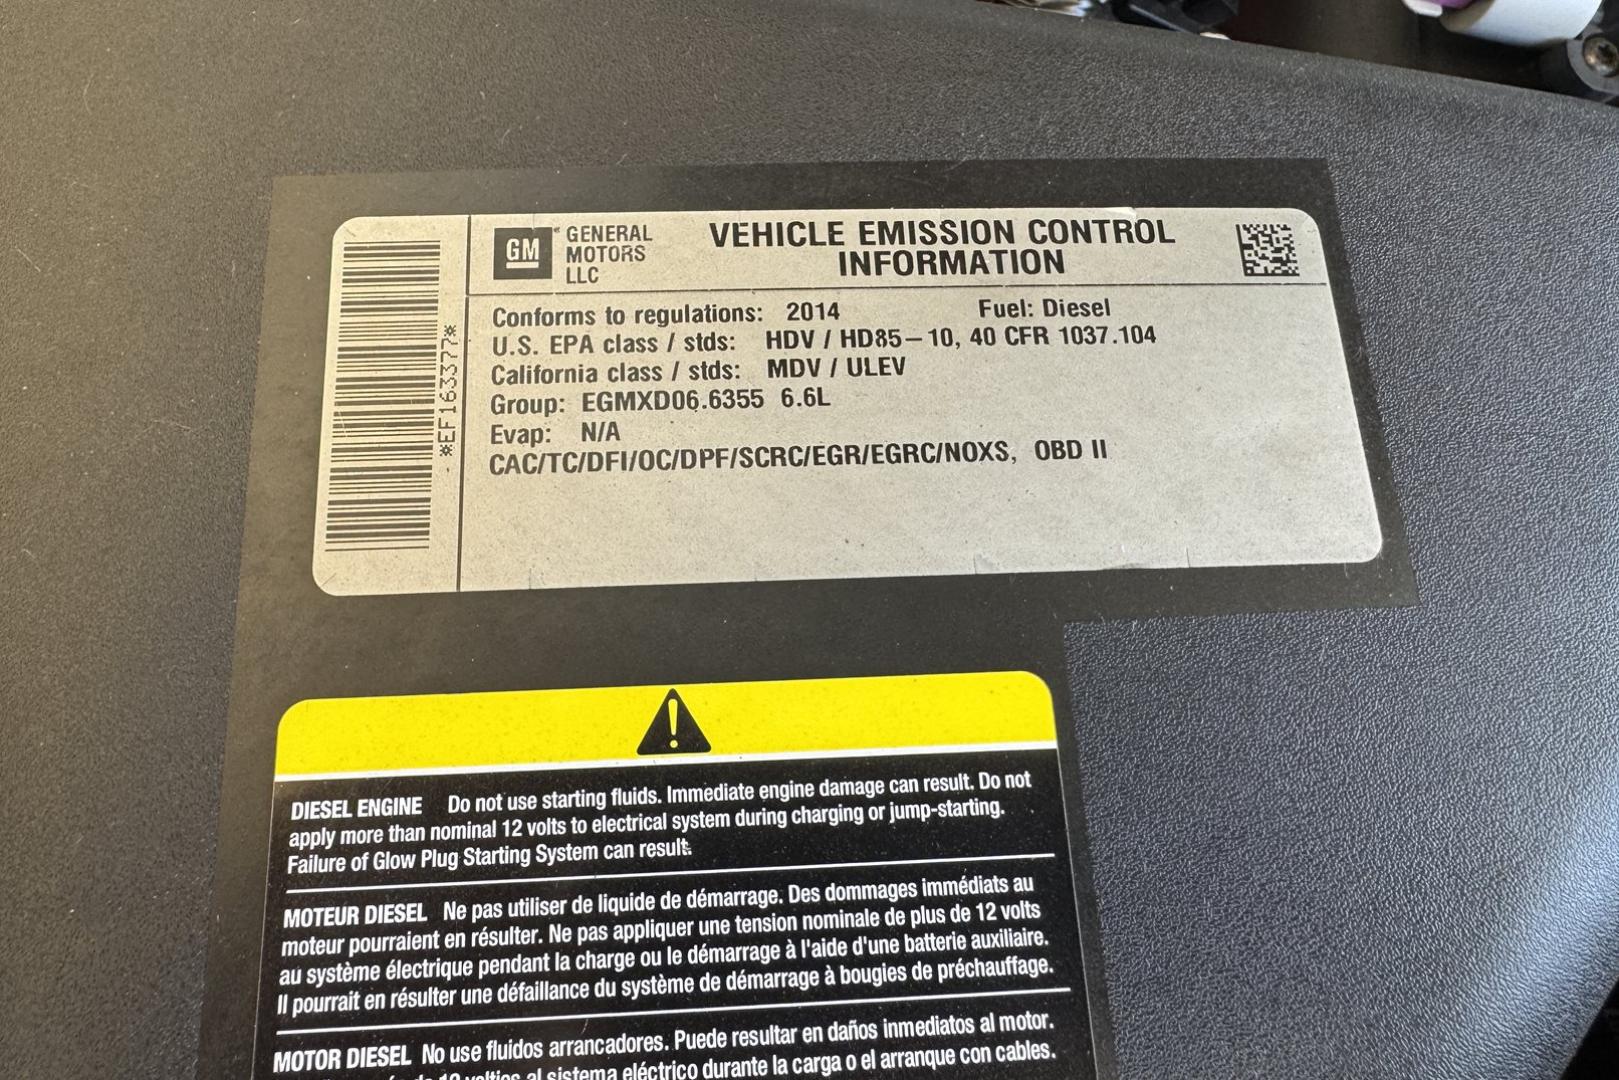 GM
GENERAL
MOTORS
LLC
VEHICLE EMISSION CONTROL
INFORMATION
*EF163377*
Conforms to regulations: 2014 Fuel: Diesel
U.S. EPA class / stds: HDV / HD85-10, 40 CFR 1037.104
California class / stds: MDV / ULEV
Group: EGMXD06.6355 6.6L
Evap: N/A
CAC/TC/DFI/OC/DPF/SCRC/EGR/EGRC/NOXS, OBD II
DIESEL ENGINE Do not use starting fluids. Immediate engine damage can result. Do not
apply more than nominal 12 volts to electrical system during charging or jump-starting.
Failure of Glow Plug Starting System can result.
MOTEUR DIESEL Ne pas utiliser de liquide de démarrage. Des dommages immédiats au
moteur pourraient en résulter. Ne pas appliquer une tension nominale de plus de 12 volts
au système électrique pendant la charge ou le démarrage à l'aide d'une batterie auxiliaire.
Il pourrait en résulter une défaillance du système de démarrage à bougies de préchauffage.
MOTOR DIESEL No use fluidos arrancadores. Puede resultar en daños inmediatos al motor.
de 12 voltios al sistema eléctrico durante la carga o el arranque con cables.